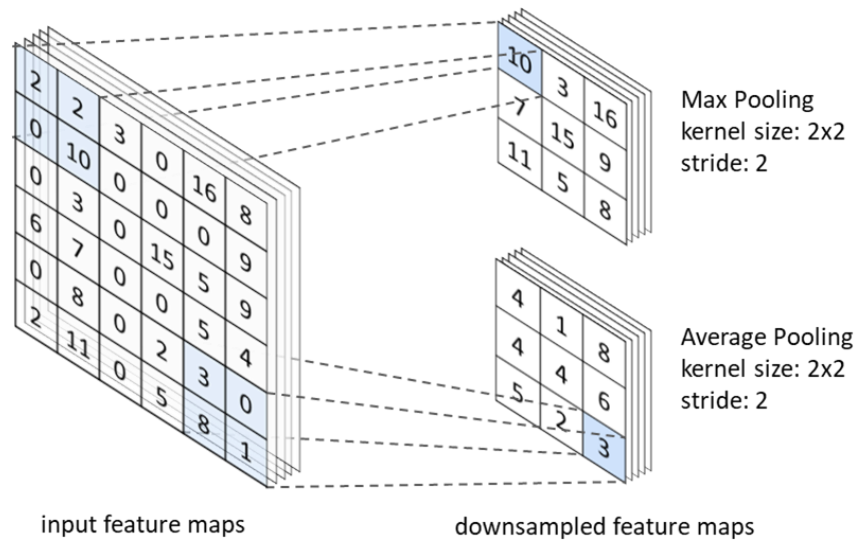 2 2 3 0 16 8
0 10 0 0 0 9
0 3 0 15 5 9
6 7 0 0 5 4
0 8 0 2 3 0
2 11 0 5 8 1
10 3 16
7 15 9
11 5 8
Max Pooling
kernel size: 2x2
stride: 2
4 1 8
4 4 6
5 2 3
Average Pooling
kernel size: 2x2
stride: 2
input feature maps
downsampled feature maps